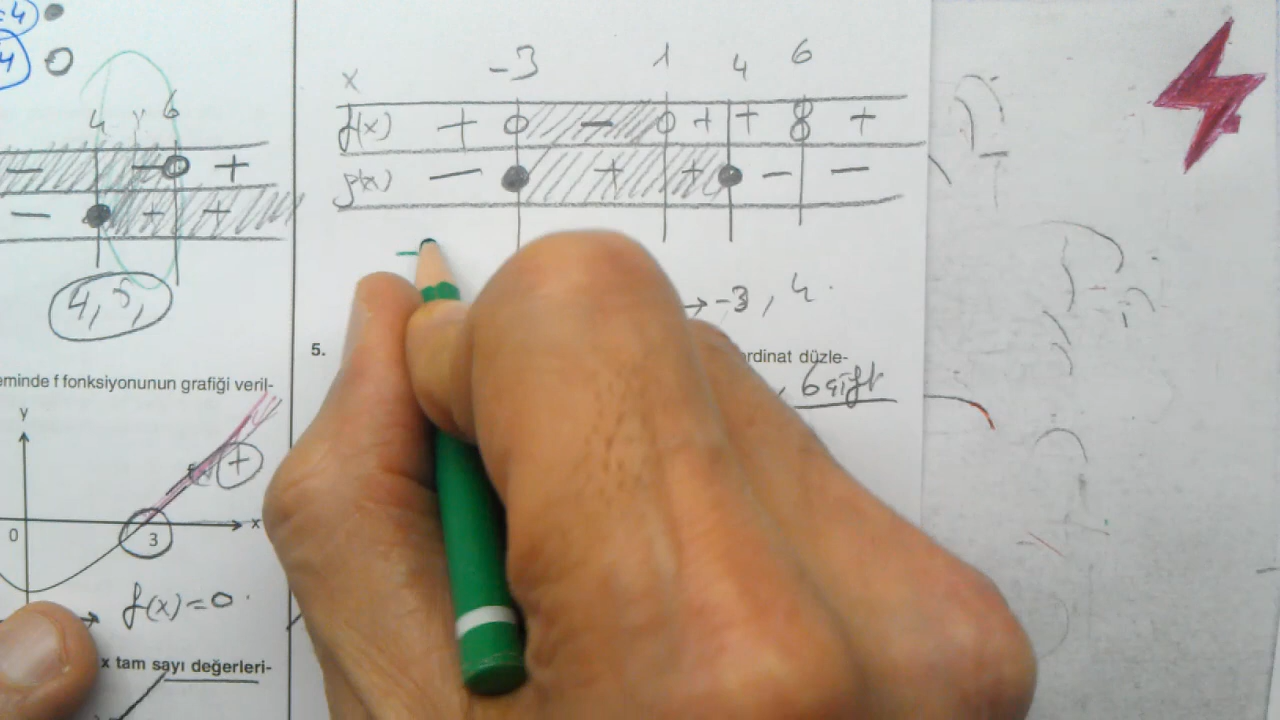 =4
4
4 6
- - +
- + +
4, 5,
eminde f fonksiyonunun grafiği veril-
y
+
0 3 x
f(x)=0
x tam sayı değerleri-
x -3 1 4 6
f(x) + - + + +
g(x) - + + - -
-
→ -3, 4.
5.
ordinat düzle-
, 6 çift